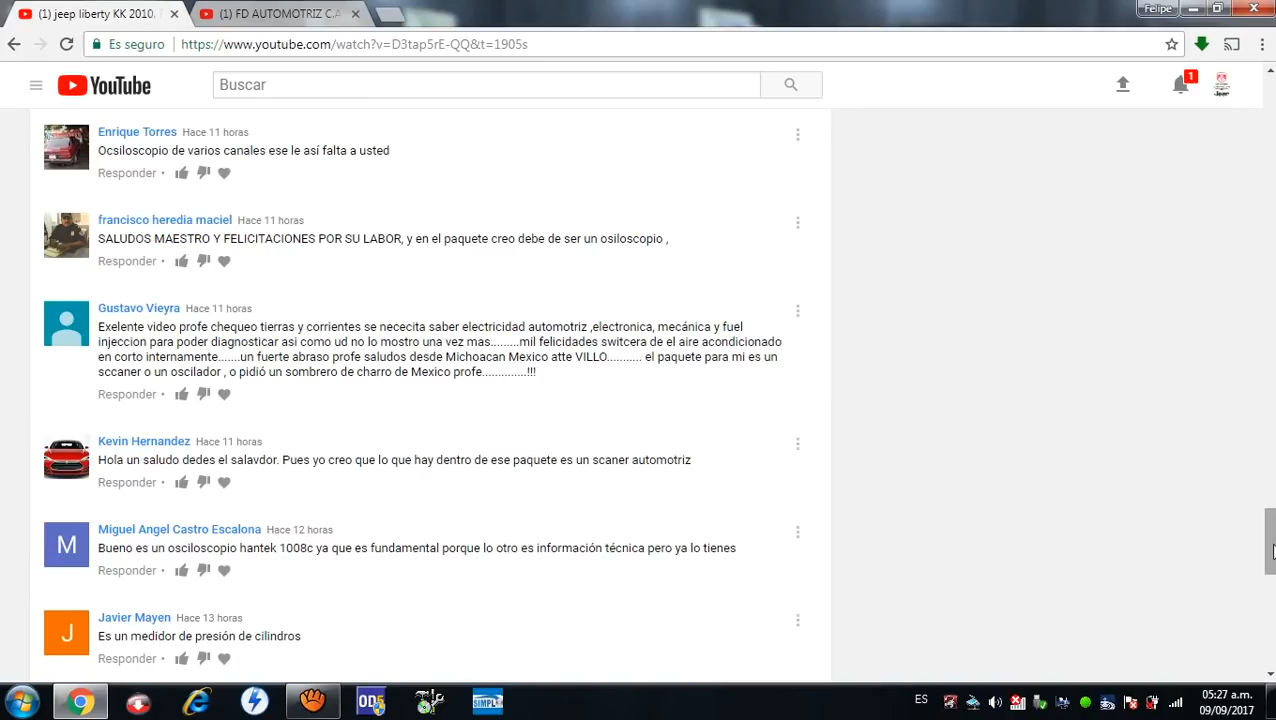 (1) jeep liberty KK 2010,
(1) FD AUTOMOTRIZ C.A
Felipe
Es seguro
https://www.youtube.com/watch?v=D3tap5rE-QQ&t=1905s
YouTube
Buscar
1
Enrique Torres Hace 11 horas
Ocsiloscopio de varios canales ese le así falta a usted
Responder •
francisco heredia maciel Hace 11 horas
SALUDOS MAESTRO Y FELICITACIONES POR SU LABOR, y en el paquete creo debe de ser un osiloscopio ,
Responder •
Gustavo Vieyra Hace 11 horas
Exelente video profe chequeo tierras y corrientes se nececita saber electricidad automotriz ,electronica, mecánica y fuel
injeccion para poder diagnosticar asi como ud no lo mostro una vez mas.........mil felicidades switcera de el aire acondicionado
en corto internamente.......un fuerte abraso profe saludos desde Michoacan Mexico atte VILLO.......... el paquete para mi es un
sccaner o un oscilador , o pidió un sombrero de charro de Mexico profe..............!!!
Responder •
Kevin Hernandez Hace 11 horas
Hola un saludo dedes el salavdor. Pues yo creo que lo que hay dentro de ese paquete es un scaner automotriz
Responder •
M
Miguel Angel Castro Escalona Hace 12 horas
Bueno es un osciloscopio hantek 1008c ya que es fundamental porque lo otro es información técnica pero ya lo tienes
Responder •
J
Javier Mayen Hace 13 horas
Es un medidor de presión de cilindros
Responder •
ES
05:27 a.m.
09/09/2017